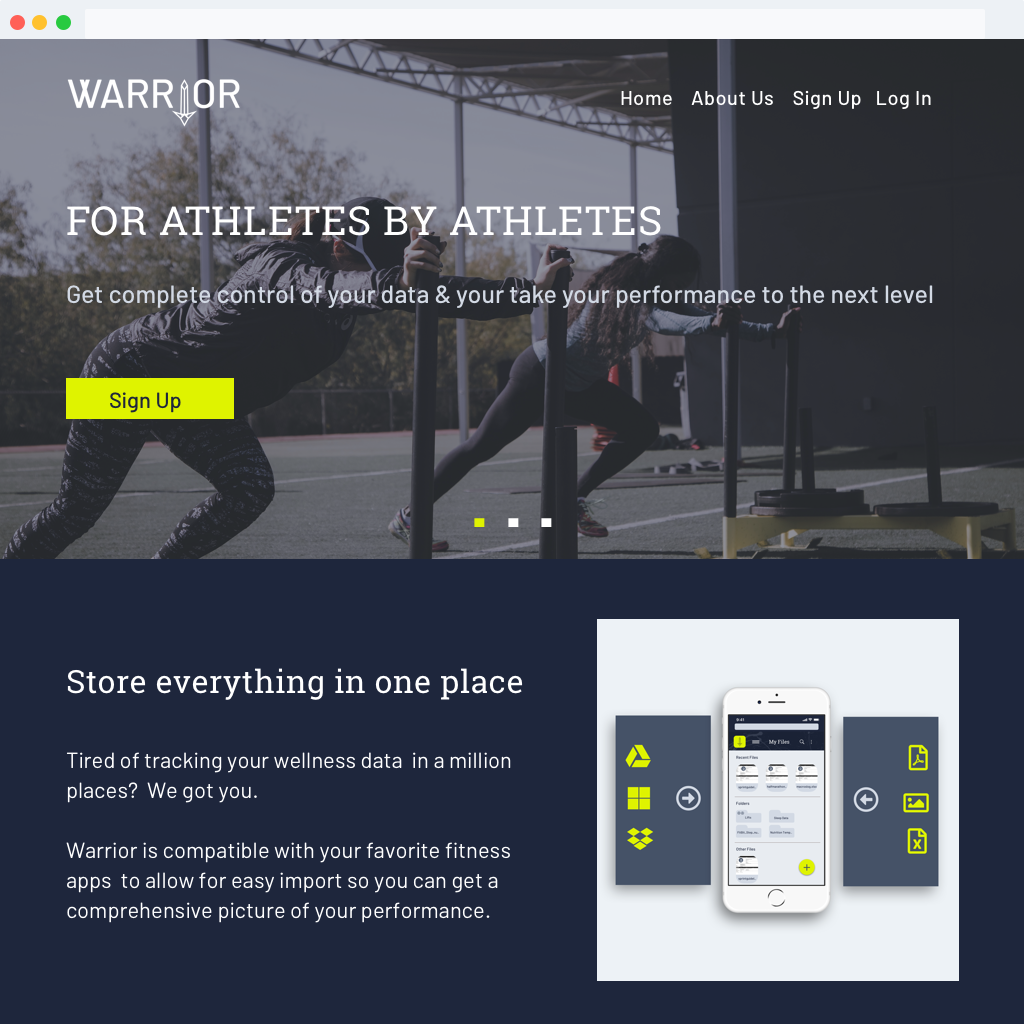 WARRIOR
Home About Us Sign Up Log In
FOR ATHLETES BY ATHLETES
Get complete control of your data & your take your performance to the next level
Sign Up
Store everything in one place
Tired of tracking your wellness data in a million
places? We got you.
Warrior is compatible with your favorite fitness
apps to allow for easy import so you can get a
comprehensive picture of your performance.
9:41
My Files
Recent Files
Folders
Other Files